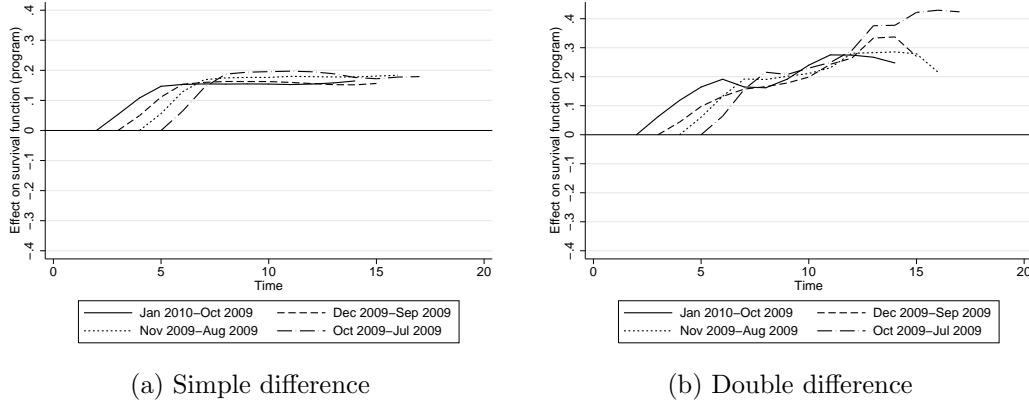 Effect on survival function (program)
.4
.3
.2
.1
0
-.1
-.2
-.3
-.4
0 5 10 15 20
Time
Jan 2010–Oct 2009 Dec 2009–Sep 2009
Nov 2009–Aug 2009 Oct 2009–Jul 2009
(a) Simple difference
Effect on survival function (program)
.4
.3
.2
.1
0
-.1
-.2
-.3
-.4
0 5 10 15 20
Time
Jan 2010–Oct 2009 Dec 2009–Sep 2009
Nov 2009–Aug 2009 Oct 2009–Jul 2009
(b) Double difference